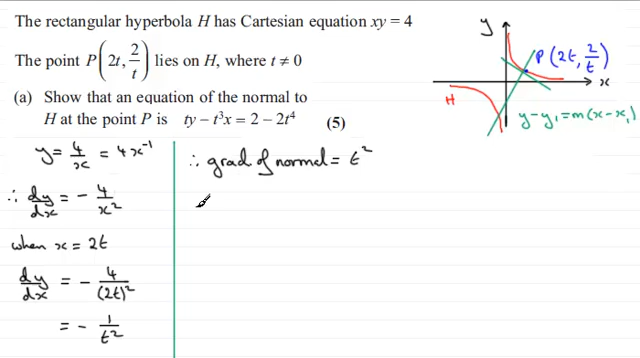 The rectangular hyperbola H has Cartesian equation xy = 4
The point P(2t, 2/t) lies on H, where t ≠ 0
(a) Show that an equation of the normal to
H at the point P is ty − t³x = 2 − 2t⁴ (5)
y
P(2t, 2/t)
x
H
y − y₁ = m(x − x₁)
y = 4/x = 4x⁻¹
∴ dy/dx = − 4/x²
when x = 2t
dy/dx = − 4/(2t)²
= − 1/t²
∴ grad of normal = t²